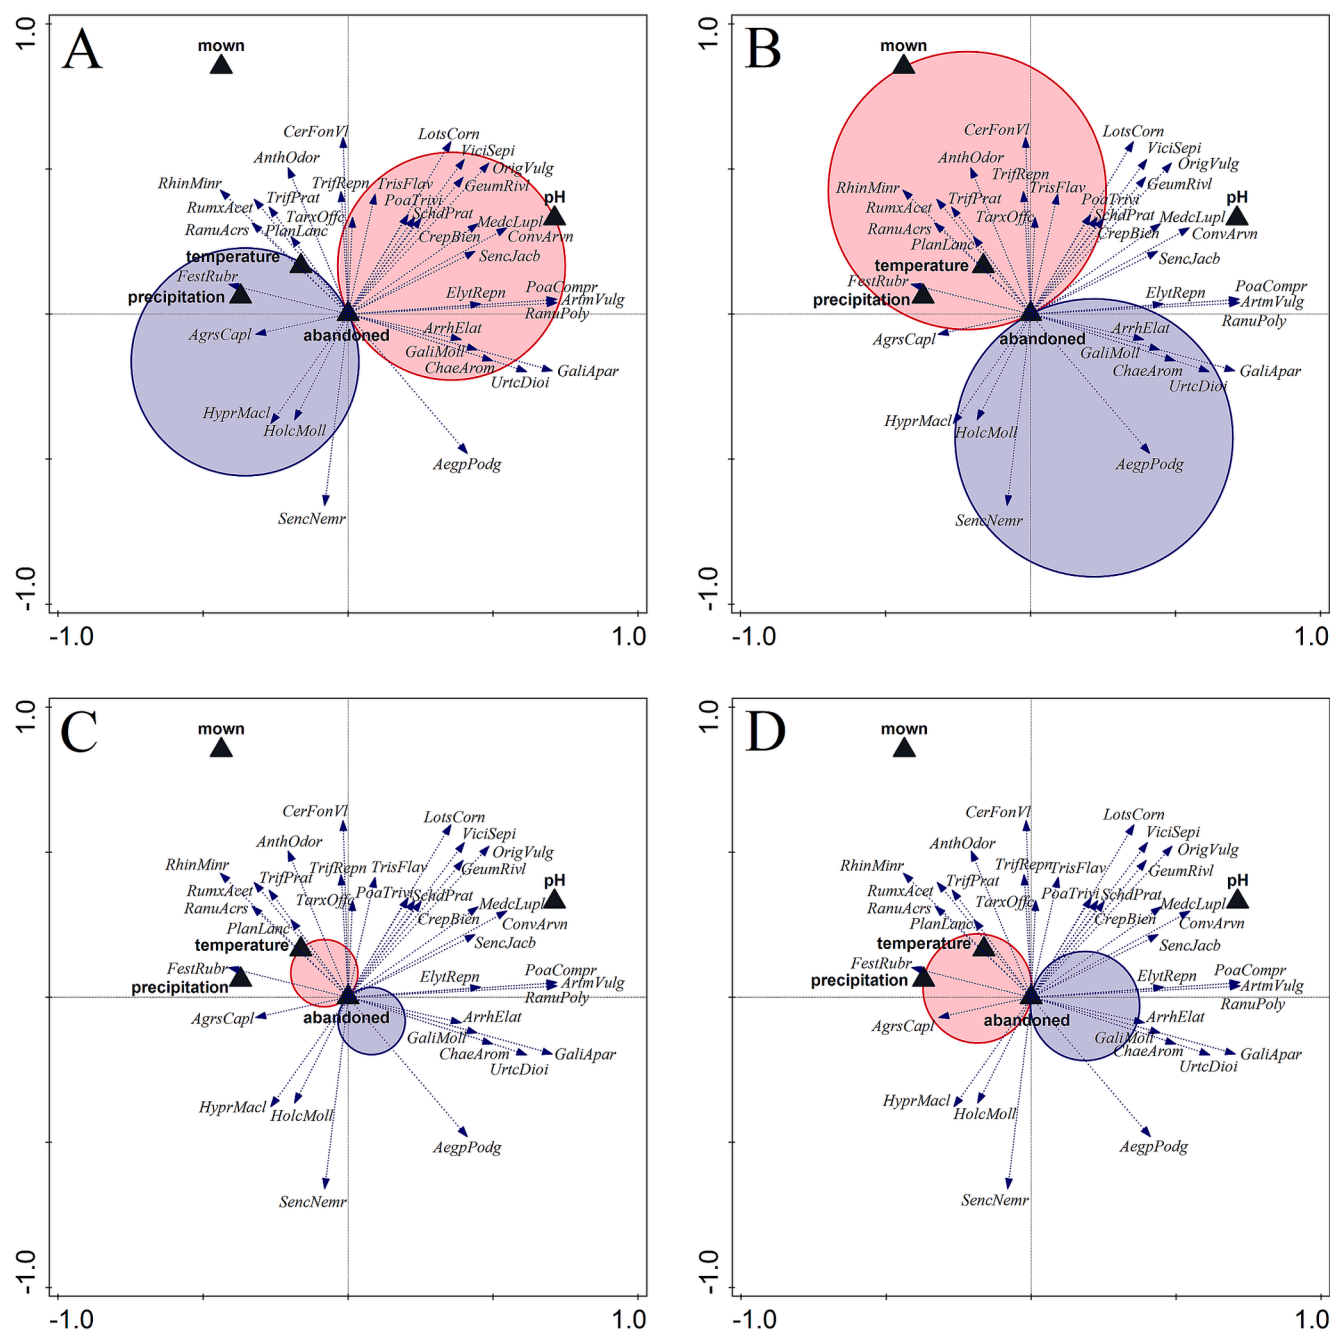 A
1.0
mown
CerFonVl
LotsCorn
AnthOdor
ViciSepi
OrigVulg
RhinMinr
TrifPrat
TrifRepn
TrisFlav
GeumRivl
pH
RumxAcet
TarxOffc
PoaTrivi
SchdPrat
MedcLupl
RanuAcrs
PlanLanc
CrepBien
ConvArvn
temperature
SencJacb
FestRubr
precipitation
ElytRepn
PoaCompr
ArtmVulg
RanuPoly
AgrsCapl
abandoned
ArrhElat
GaliMoll
ChaeArom
UrtcDioi
GaliApar
HyprMacl
HolcMoll
AegpPodg
SencNemr
-1.0
-1.0
1.0
B
1.0
mown
CerFonVl
LotsCorn
AnthOdor
ViciSepi
OrigVulg
TrifRepn
RhinMinr
TrifPrat
TrisFlav
GeumRivl
pH
RumxAcet
TarxOffc
PoaTrivi
SchdPrat
MedcLupl
RanuAcrs
PlanLanc
CrepBien
ConvArvn
temperature
SencJacb
FestRubr
precipitation
ElytRepn
PoaCompr
ArtmVulg
RanuPoly
AgrsCapl
abandoned
ArrhElat
GaliMoll
ChaeArom
UrtcDioi
GaliApar
HyprMacl
HolcMoll
AegpPodg
SencNemr
-1.0
-1.0
1.0
C
1.0
mown
CerFonVl
LotsCorn
AnthOdor
ViciSepi
OrigVulg
RhinMinr
TrifPrat
TrifRepn
TrisFlav
GeumRivl
pH
RumxAcet
TarxOffc
PoaTrivi
SchdPrat
MedcLupl
RanuAcrs
PlanLanc
CrepBien
ConvArvn
temperature
SencJacb
FestRubr
precipitation
ElytRepn
PoaCompr
ArtmVulg
RanuPoly
AgrsCapl
abandoned
ArrhElat
GaliMoll
ChaeArom
UrtcDioi
GaliApar
HyprMacl
HolcMoll
AegpPodg
SencNemr
-1.0
-1.0
1.0
D
1.0
mown
CerFonVl
LotsCorn
AnthOdor
ViciSepi
OrigVulg
RhinMinr
TrifPrat
TrifRepn
TrisFlav
GeumRivl
pH
RumxAcet
TarxOffc
PoaTrivi
SchdPrat
MedcLupl
RanuAcrs
PlanLanc
CrepBien
ConvArvn
temperature
SencJacb
FestRubr
precipitation
ElytRepn
PoaCompr
ArtmVulg
RanuPoly
AgrsCapl
abandoned
ArrhElat
GaliMoll
ChaeArom
UrtcDioi
GaliApar
HyprMacl
HolcMoll
AegpPodg
SencNemr
-1.0
-1.0
1.0